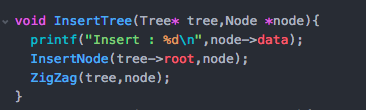 void InsertTree(Tree* tree,Node *node){
printf("Insert : %d\n",node->data);
InsertNode(tree->root,node);
ZigZag(tree,node);
}